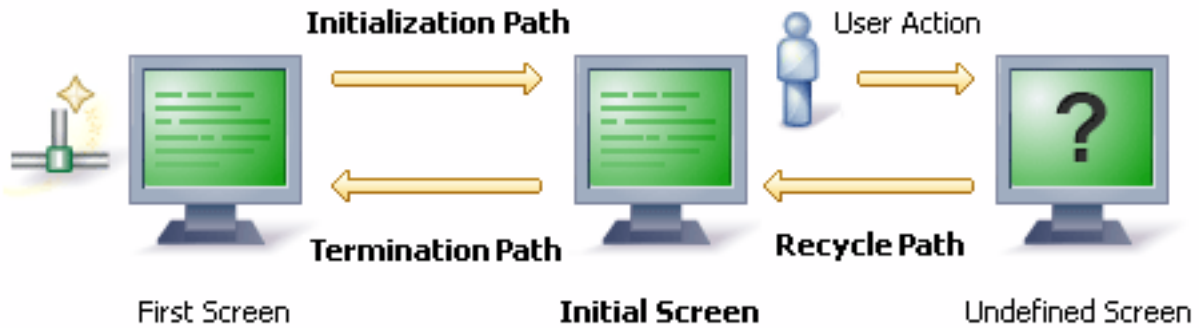 Initialization Path
User Action
?
Termination Path
Recycle Path
First Screen
Initial Screen
Undefined Screen